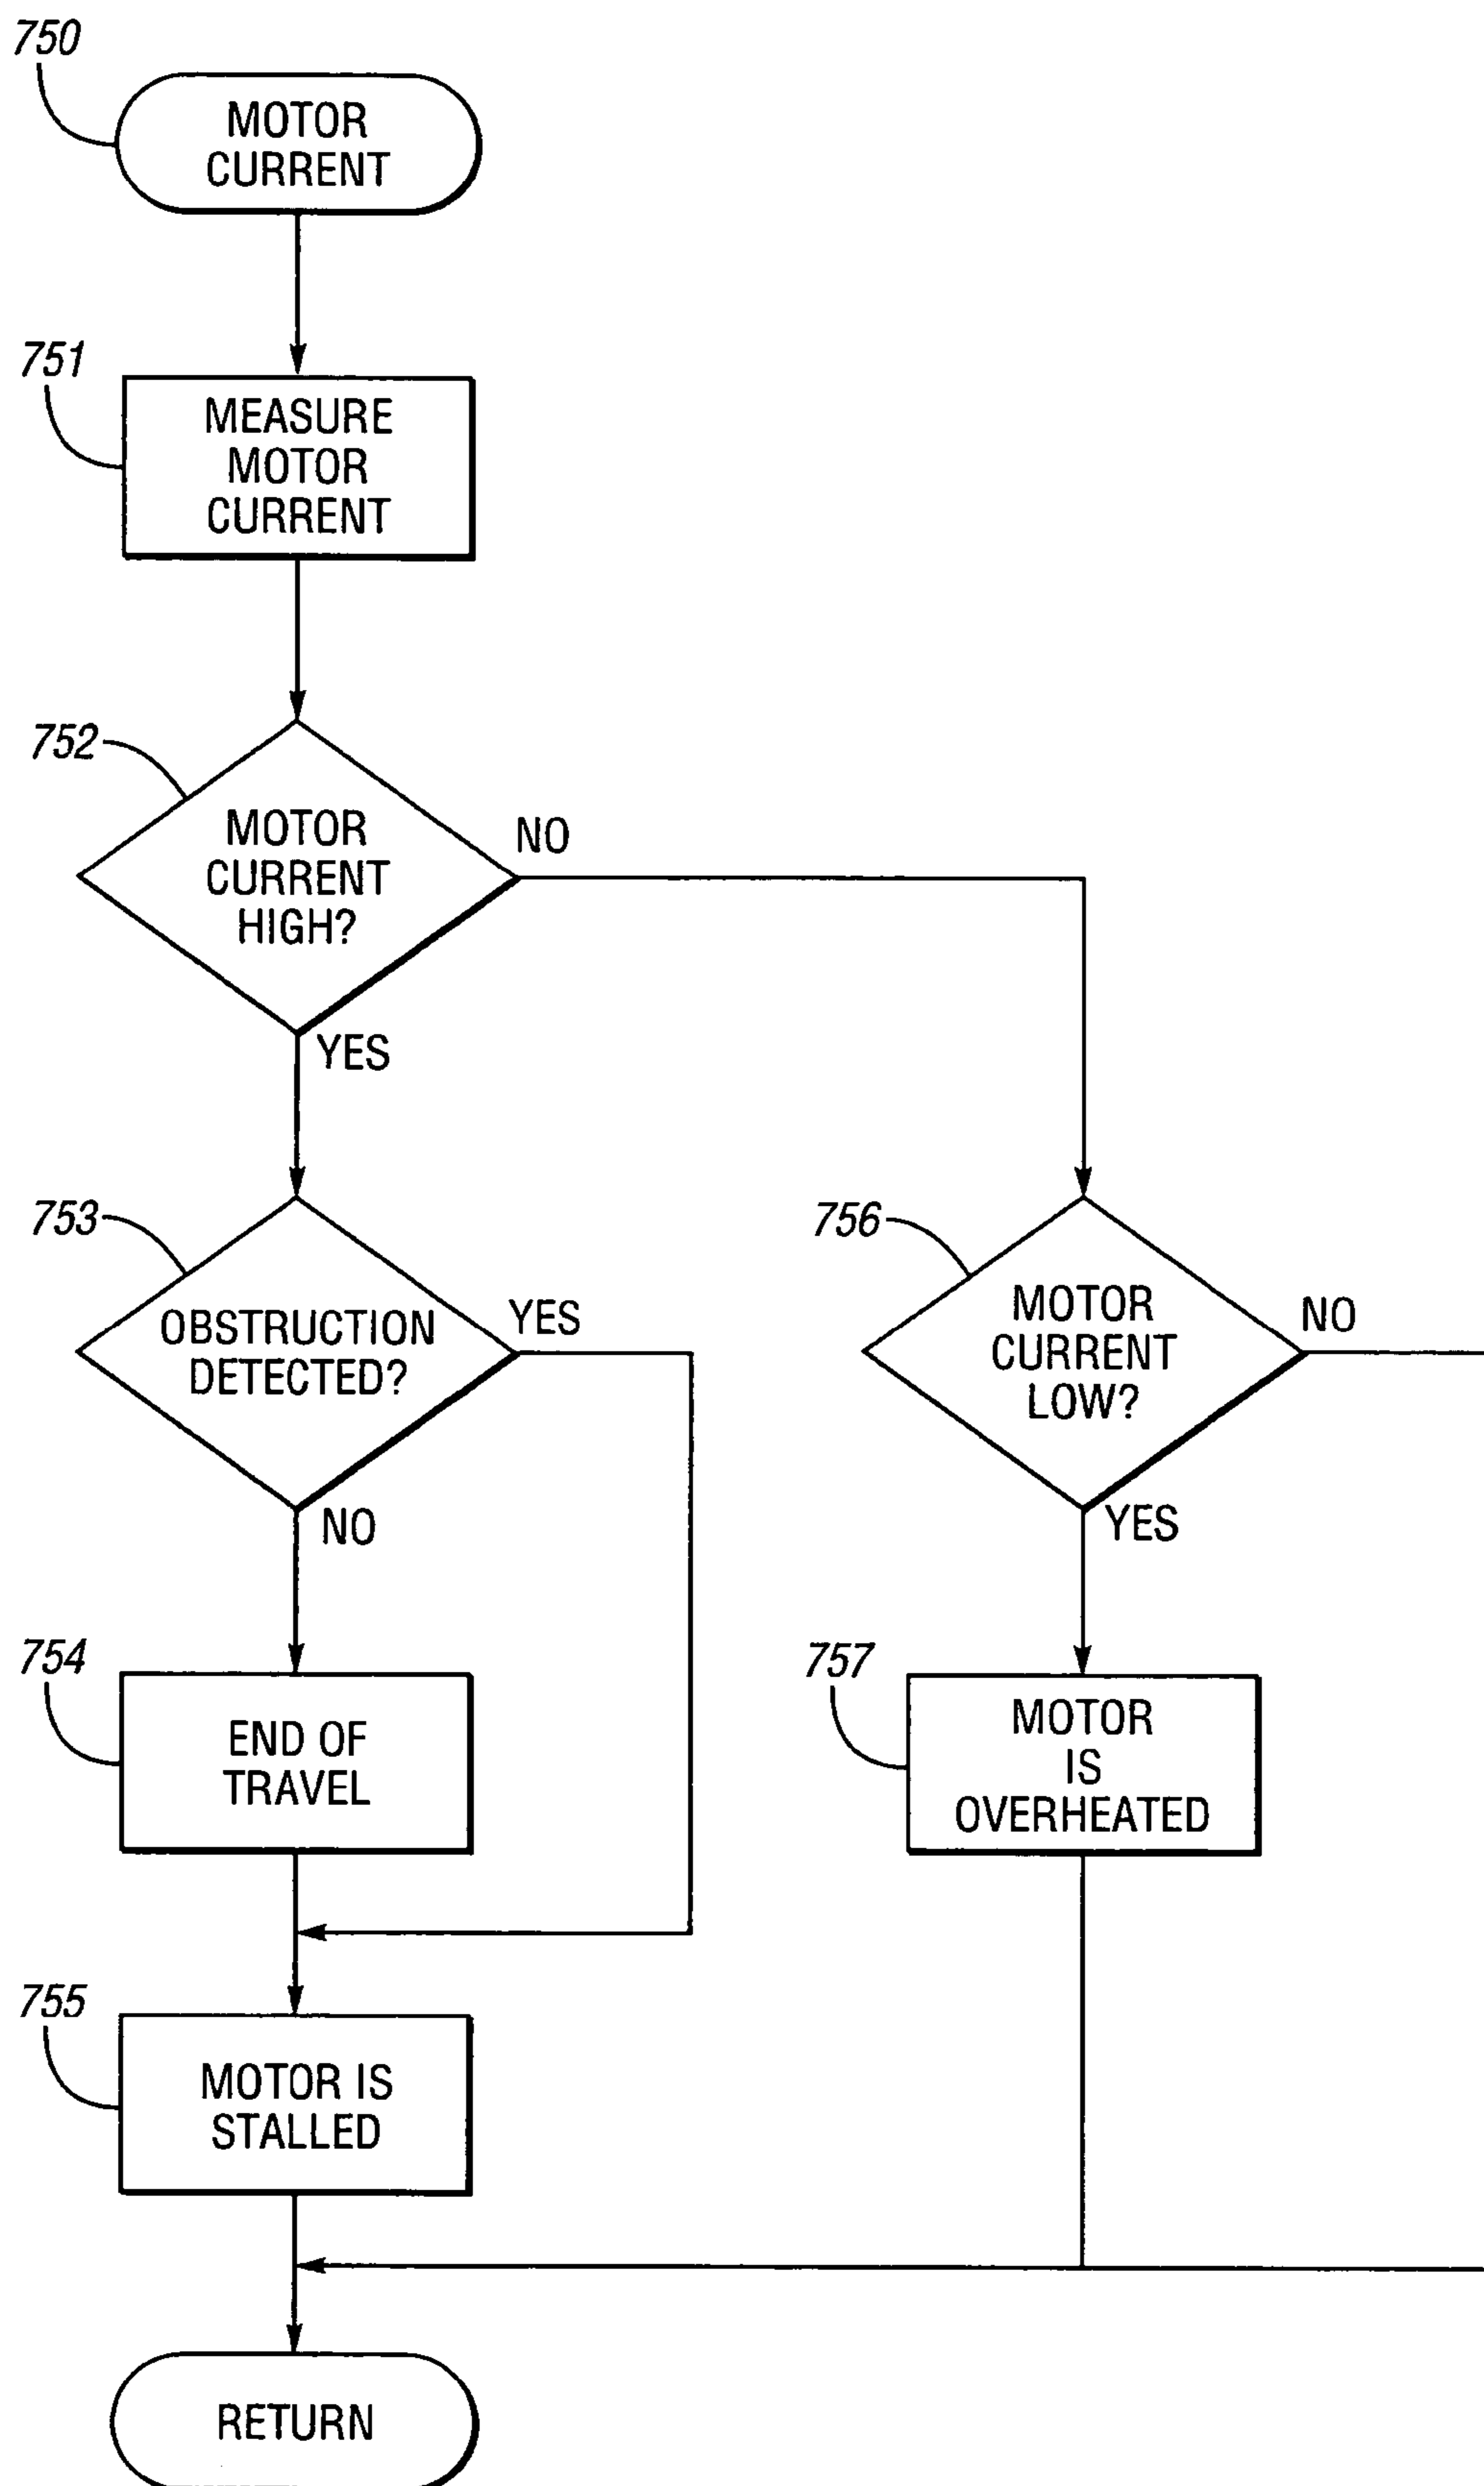 750
MOTOR
CURRENT
751
MEASURE
MOTOR
CURRENT
752
MOTOR
CURRENT
HIGH?
NO
YES
753
OBSTRUCTION
DETECTED?
YES
NO
756
MOTOR
CURRENT
LOW?
NO
YES
754
END OF
TRAVEL
757
MOTOR
IS
OVERHEATED
755
MOTOR IS
STALLED
RETURN